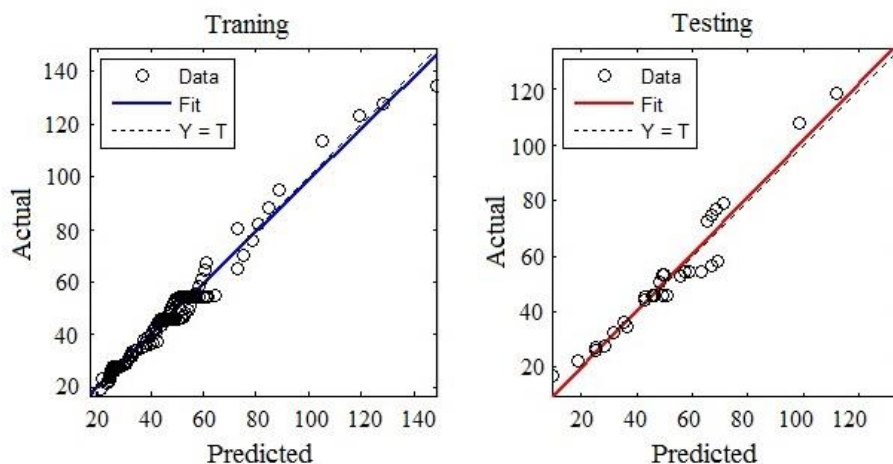 Traning
Data
Fit
Y = T
Actual
140
120
100
80
60
40
20
20 40 60 80 100 120 140
Predicted
Testing
Data
Fit
Y = T
Actual
120
100
80
60
40
20
20 40 60 80 100 120
Predicted